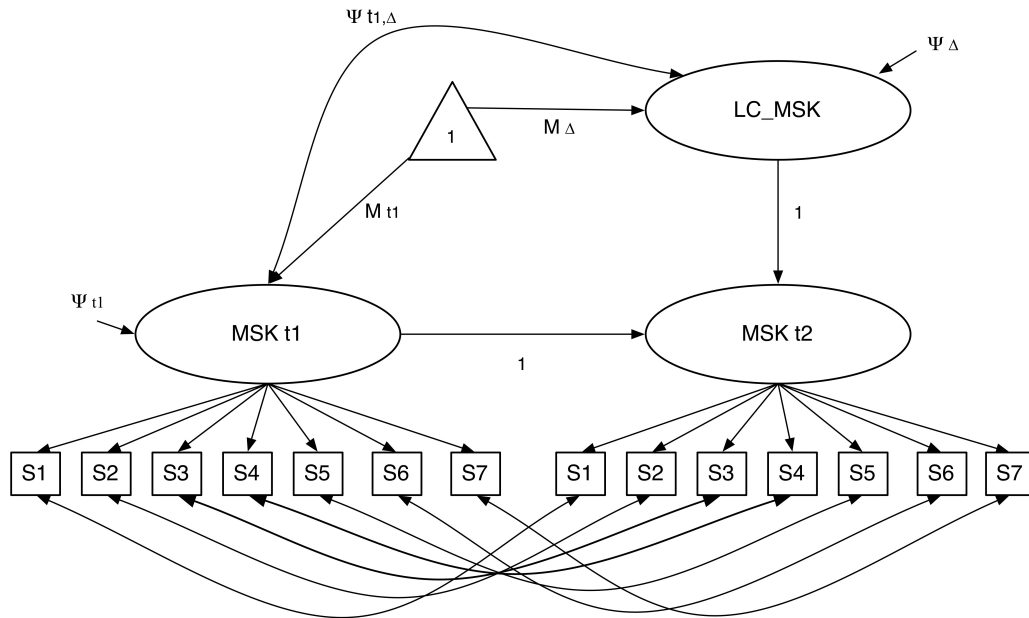 Ψ t1,Δ
Ψ Δ
LC_MSK
1
M Δ
M t1
1
Ψ t1
MSK t1
MSK t2
1
S1 S2 S3 S4 S5 S6 S7 S1 S2 S3 S4 S5 S6 S7